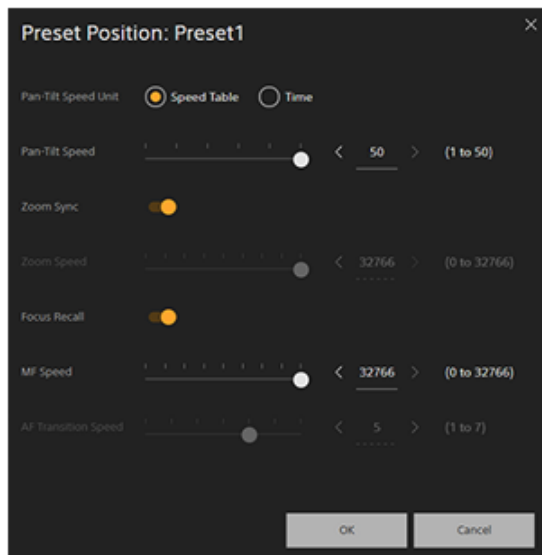 Preset Position: Preset1
Pan-Tilt Speed Unit Speed Table Time
Pan-Tilt Speed < 50 > (1 to 50)
Zoom Sync
Zoom Speed < 32766 > (0 to 32766)
Focus Recall
MF Speed < 32766 > (0 to 32766)
AF Transition Speed < 5 > (1 to 7)
OK Cancel